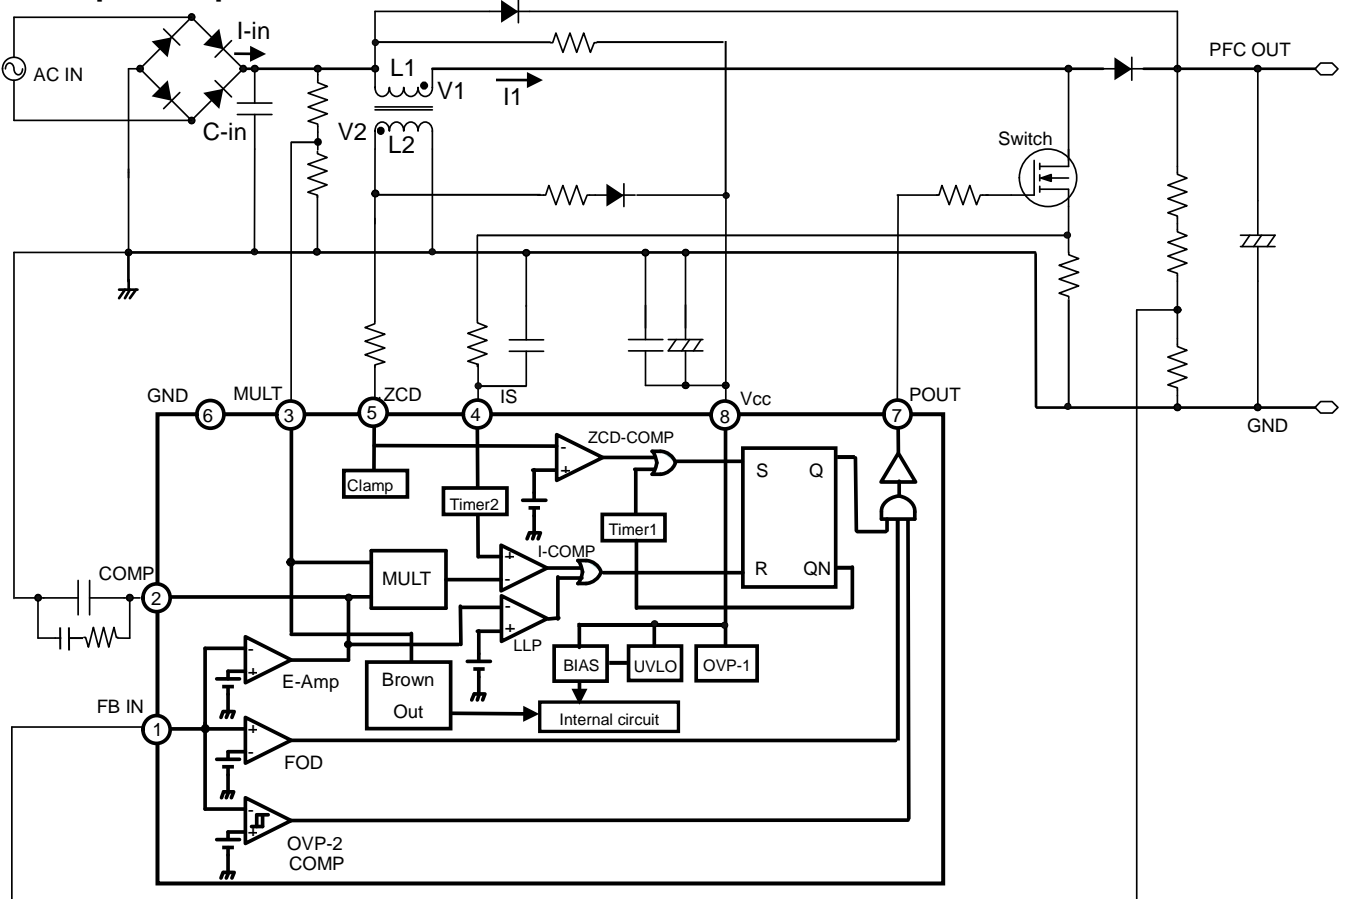 I-in
PFC OUT
AC IN
L1
V1
I1
C-in
V2
L2
Switch
GND
MULT
ZCD
IS
Vcc
POUT
GND
6
3
5
4
8
7
ZCD-COMP
-
+
S
Q
Clamp
Timer2
Timer1
I-COMP
+
-
R
QN
COMP
MULT
2
-
+
LLP
E-Amp
-
+
Brown
Out
BIAS
UVLO
OVP-1
FB IN
1
Internal circuit
+
-
FOD
-
+
OVP-2
COMP